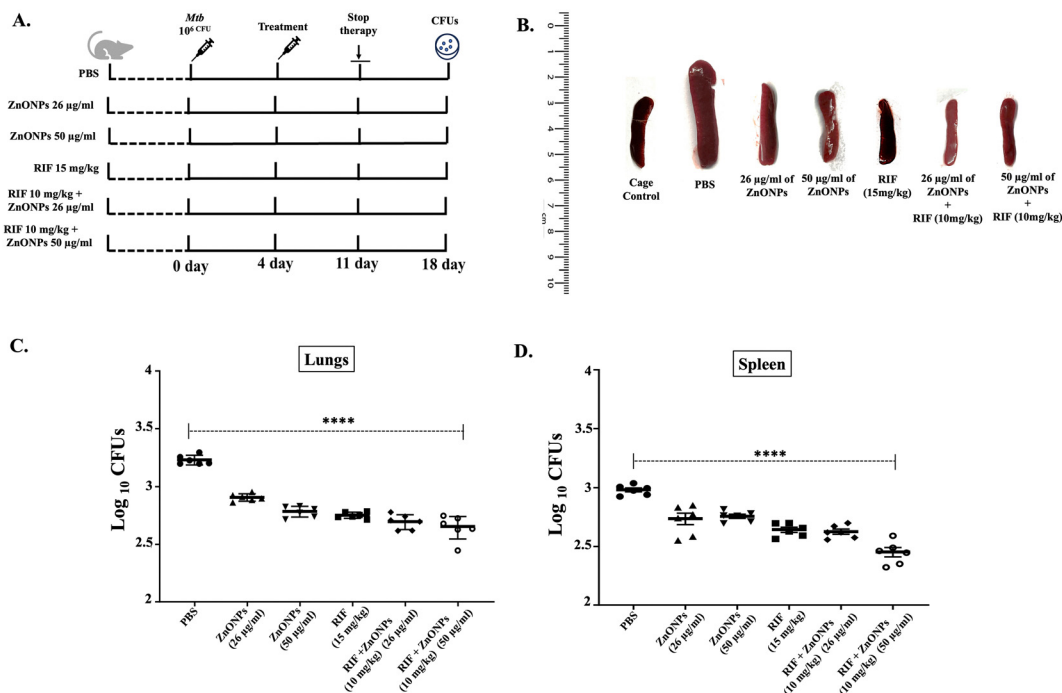 A.
Mtb
10⁶ CFU
Treatment
Stop
therapy
CFUs
PBS
ZnONPs 26 µg/ml
ZnONPs 50 µg/ml
RIF 15 mg/kg
RIF 10 mg/kg +
ZnONPs 26 µg/ml
RIF 10 mg/kg +
ZnONPs 50 µg/ml
0 day
4 day
11 day
18 day
B.
0
1
2
3
4
5
6
7
cm
8
9
10
Cage
Control
PBS
26 µg/ml of
ZnONPs
50 µg/ml of
ZnONPs
RIF
(15mg/kg)
26 µg/ml of
ZnONPs
+
RIF (10mg/kg)
50 µg/ml of
ZnONPs
+
RIF (10mg/kg)
C.
Lungs
Log 10 CFUs
4
3.5
3
2.5
2
****
PBS
ZnONPs
(26 µg/ml)
ZnONPs
(50 µg/ml)
RIF
(15 mg/kg)
RIF +ZnONPs
(10 mg/kg) (26 µg/ml)
RIF + ZnONPs
(10 mg/kg) (50 µg/ml)
D.
Spleen
Log 10 CFUs
4
3.5
3
2.5
2
****
PBS
ZnONPs
(26 µg/ml)
ZnONPs
(50 µg/ml)
RIF
(15 mg/kg)
RIF + ZnONPs
(10 mg/kg) (26 µg/ml)
RIF + ZnONPs
(10 mg/kg) (50 µg/ml)